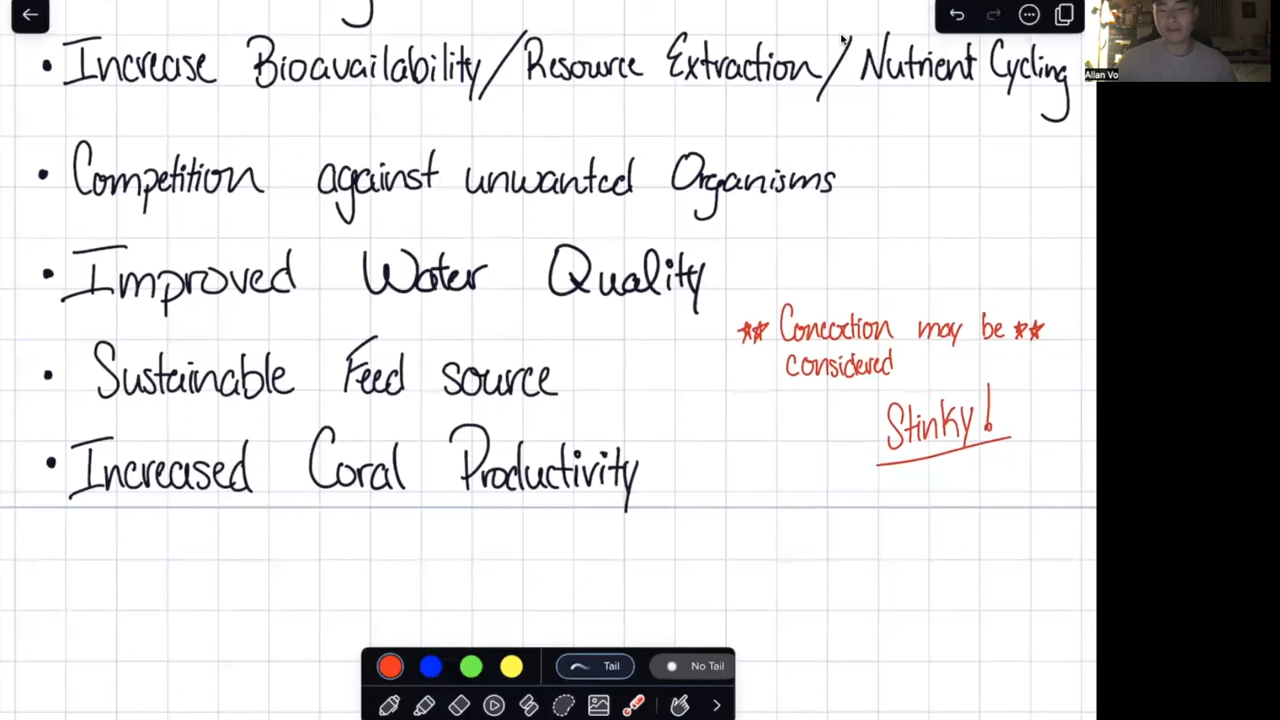 • Increase Bioavailability/Resource Extraction/Nutrient Cycling
Allan Vo
• Competition against unwanted Organisms
• Improved Water Quality
** Concoction may be **
considered
• Sustainable Feed source
Stinky!
• Increased Coral Productivity
Tail
No Tail